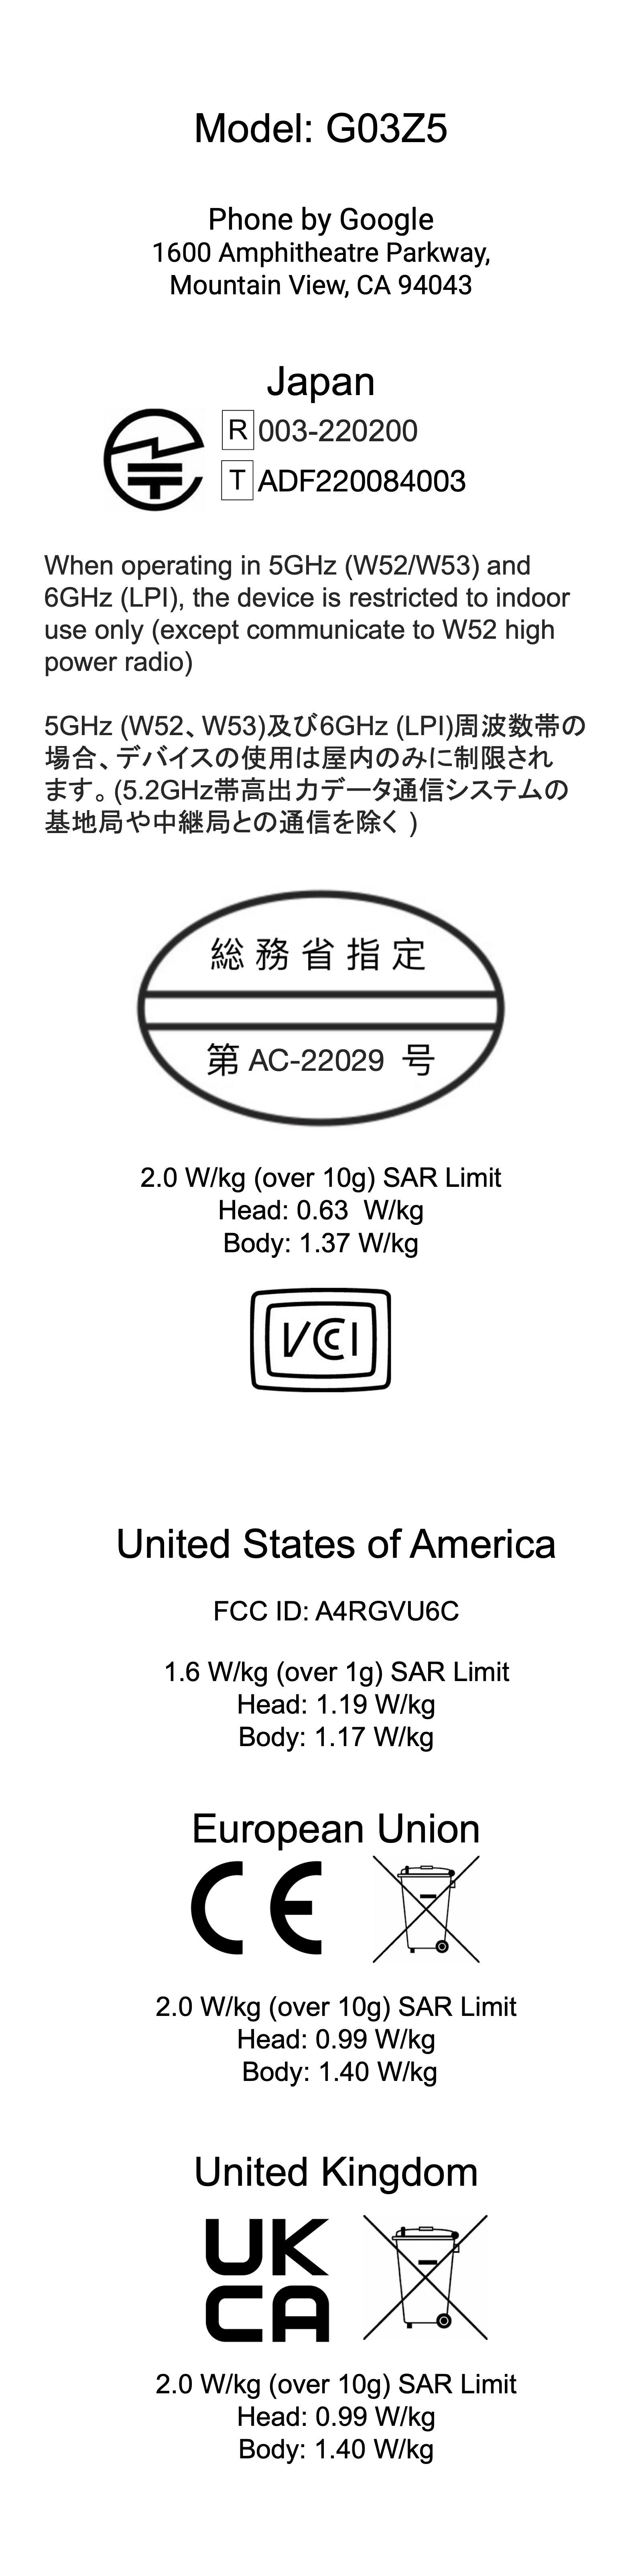 Model: G03Z5
Phone by Google
1600 Amphitheatre Parkway,
Mountain View, CA 94043
Japan
R 003-220200
T ADF220084003
When operating in 5GHz (W52/W53) and
6GHz (LPI), the device is restricted to indoor
use only (except communicate to W52 high
power radio)
5GHz (W52、W53)及び6GHz (LPI)周波数帯の
場合、デバイスの使用は屋内のみに制限され
ます。(5.2GHz帯高出力データ通信システムの
基地局や中継局との通信を除く )
総務省指定
第 AC-22029 号
2.0 W/kg (over 10g) SAR Limit
Head: 0.63 W/kg
Body: 1.37 W/kg
VCCI
United States of America
FCC ID: A4RGVU6C
1.6 W/kg (over 1g) SAR Limit
Head: 1.19 W/kg
Body: 1.17 W/kg
European Union
CE
2.0 W/kg (over 10g) SAR Limit
Head: 0.99 W/kg
Body: 1.40 W/kg
United Kingdom
UK
CA
2.0 W/kg (over 10g) SAR Limit
Head: 0.99 W/kg
Body: 1.40 W/kg